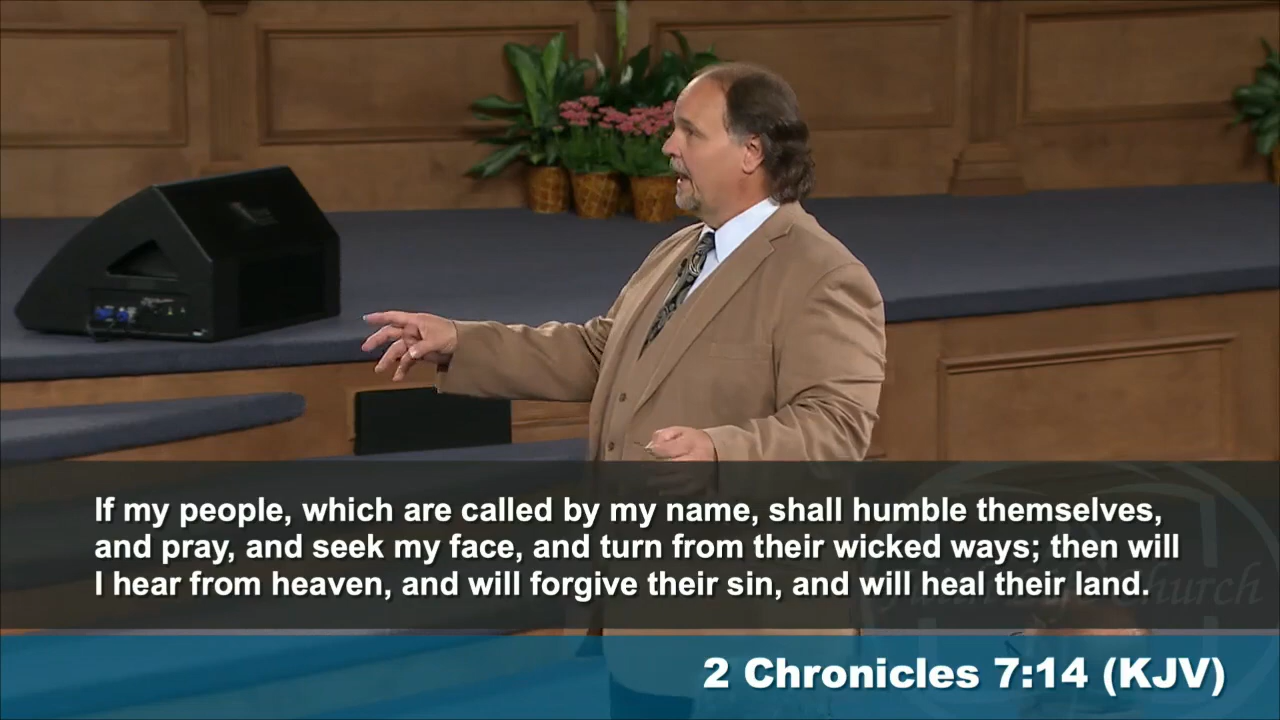 If my people, which are called by my name, shall humble themselves,
and pray, and seek my face, and turn from their wicked ways; then will
I hear from heaven, and will forgive their sin, and will heal their land.
Church
2 Chronicles 7:14 (KJV)